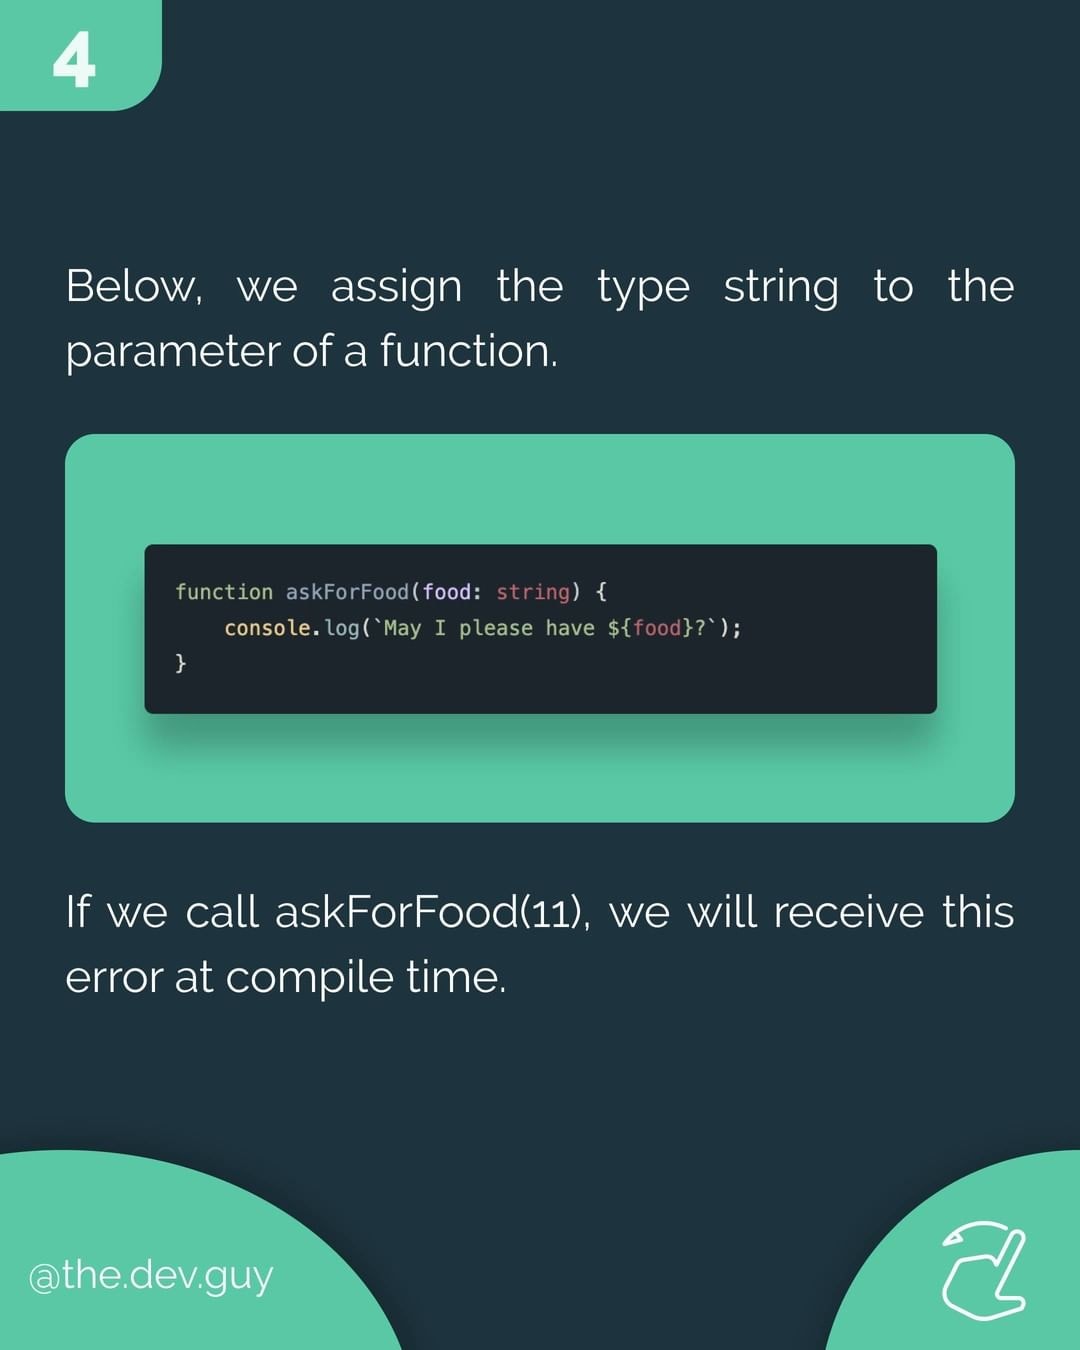 4
Below, we assign the type string to the
parameter of a function.
function askForFood(food: string) {
    console.log(`May I please have ${food}?`);
}
If we call askForFood(11), we will receive this
error at compile time.
@the.dev.guy